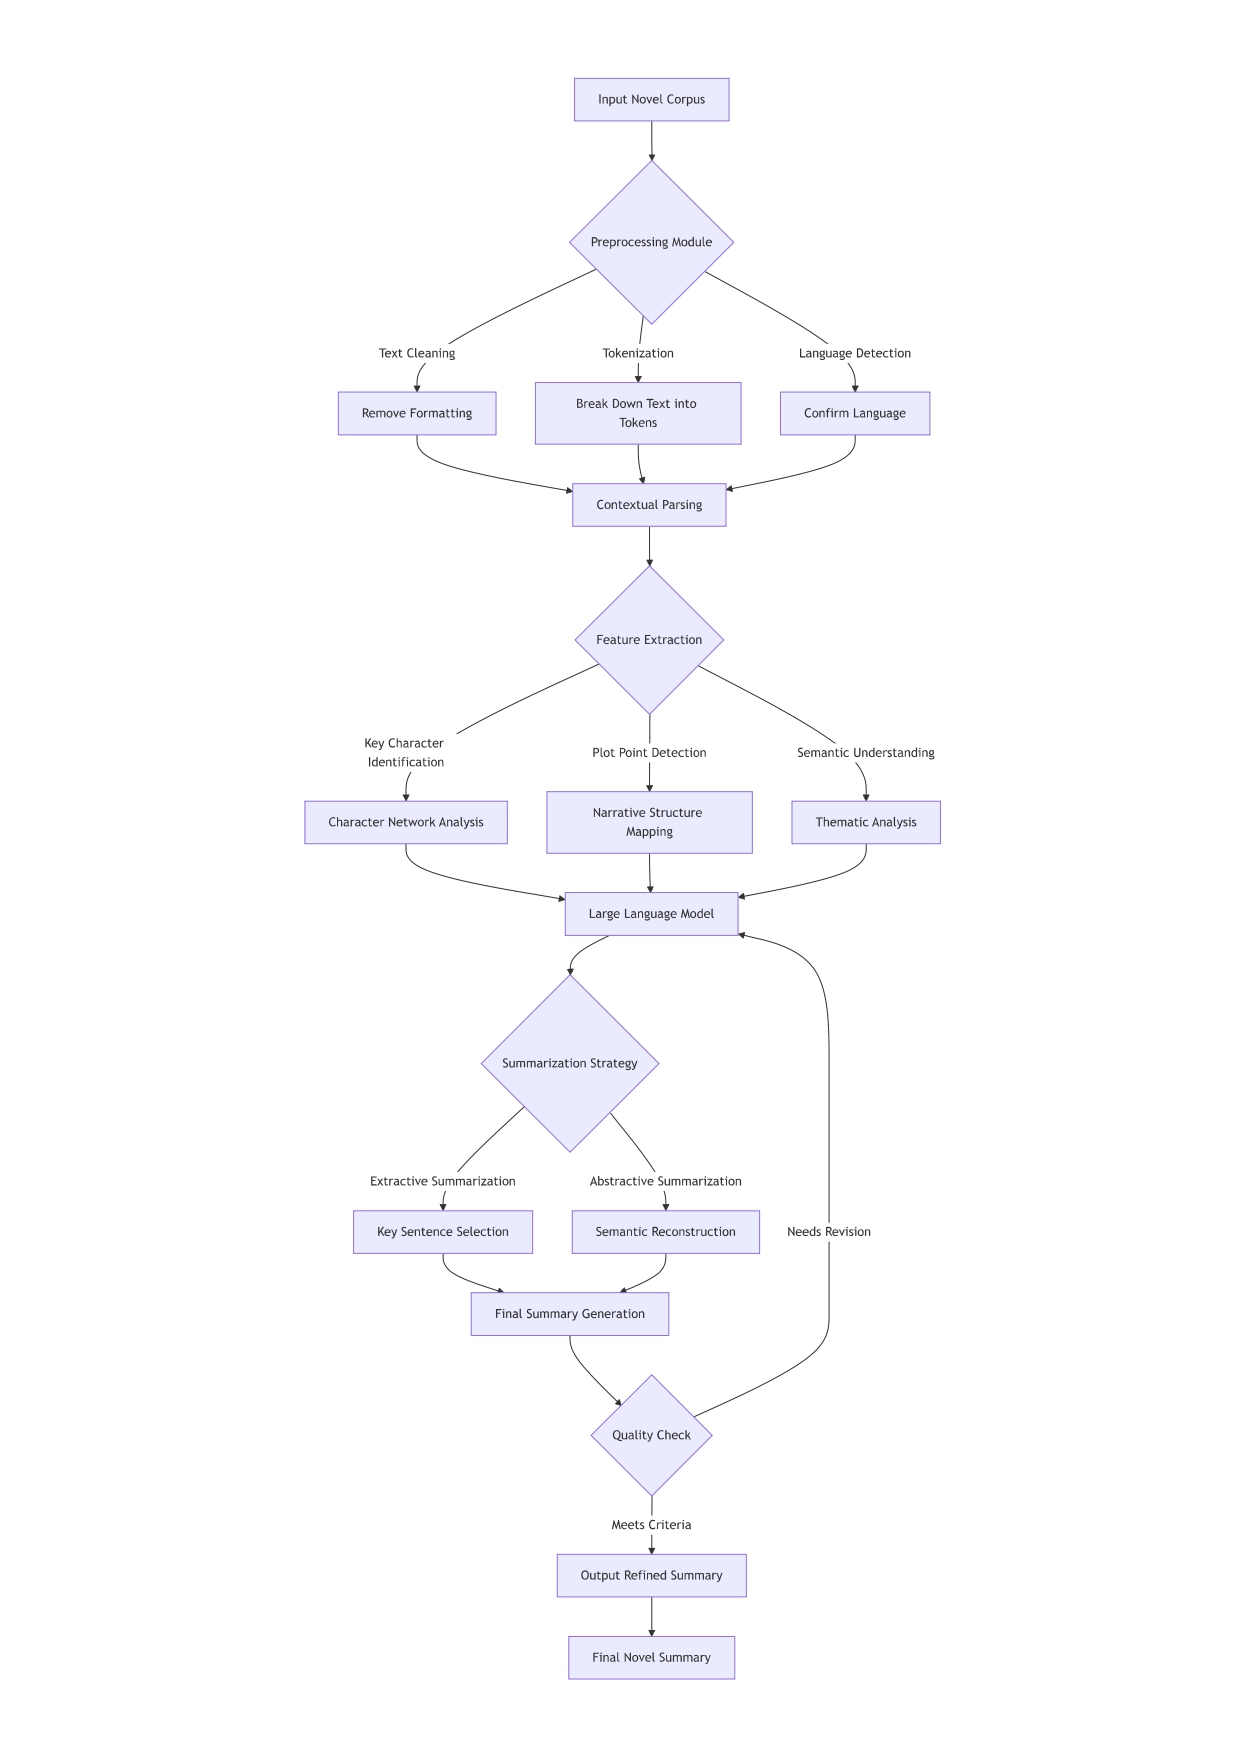 Input Novel Corpus
Preprocessing Module
Text Cleaning
Tokenization
Language Detection
Remove Formatting
Break Down Text into
Tokens
Confirm Language
Contextual Parsing
Feature Extraction
Key Character
Identification
Plot Point Detection
Semantic Understanding
Character Network Analysis
Narrative Structure
Mapping
Thematic Analysis
Large Language Model
Summarization Strategy
Extractive Summarization
Abstractive Summarization
Key Sentence Selection
Semantic Reconstruction
Needs Revision
Final Summary Generation
Quality Check
Meets Criteria
Output Refined Summary
Final Novel Summary